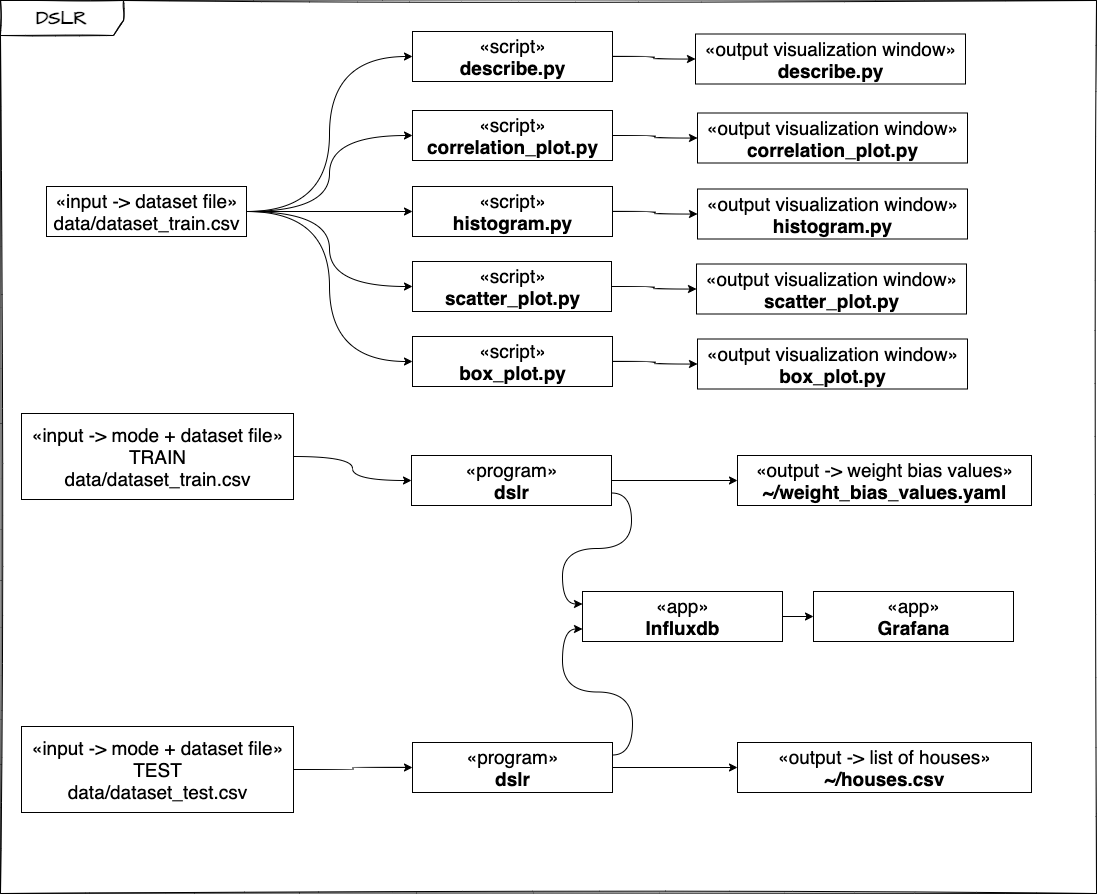 DSLR
«script»
describe.py
«output visualization window»
describe.py
«script»
correlation_plot.py
«output visualization window»
correlation_plot.py
«input -> dataset file»
data/dataset_train.csv
«script»
histogram.py
«output visualization window»
histogram.py
«script»
scatter_plot.py
«output visualization window»
scatter_plot.py
«script»
box_plot.py
«output visualization window»
box_plot.py
«input -> mode + dataset file»
TRAIN
data/dataset_train.csv
«program»
dslr
«output -> weight bias values»
~/weight_bias_values.yaml
«app»
Influxdb
«app»
Grafana
«input -> mode + dataset file»
TEST
data/dataset_test.csv
«program»
dslr
«output -> list of houses»
~/houses.csv